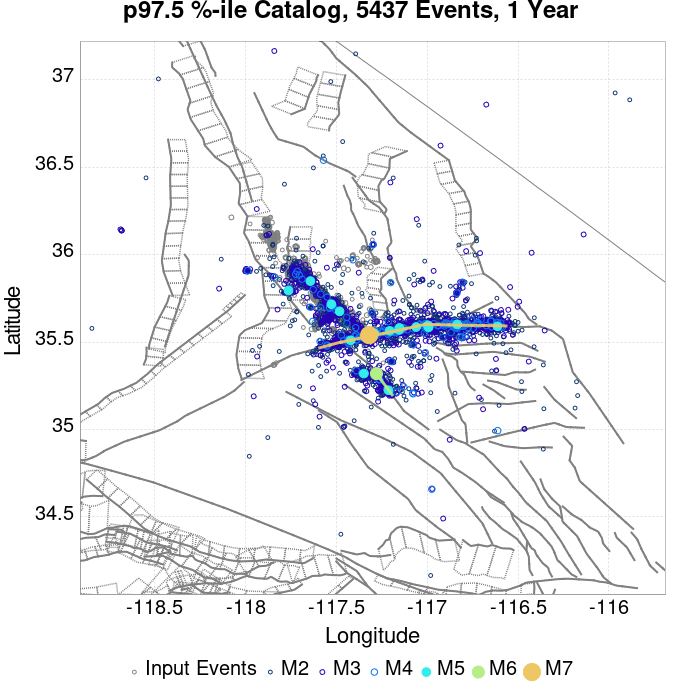 p97.5 %-ile Catalog, 5437 Events, 1 Year
37
36.5
36
35.5
35
34.5
Latitude
-118.5 -118 -117.5 -117 -116.5 -116
Longitude
Input Events M2 M3 M4 M5 M6 M7